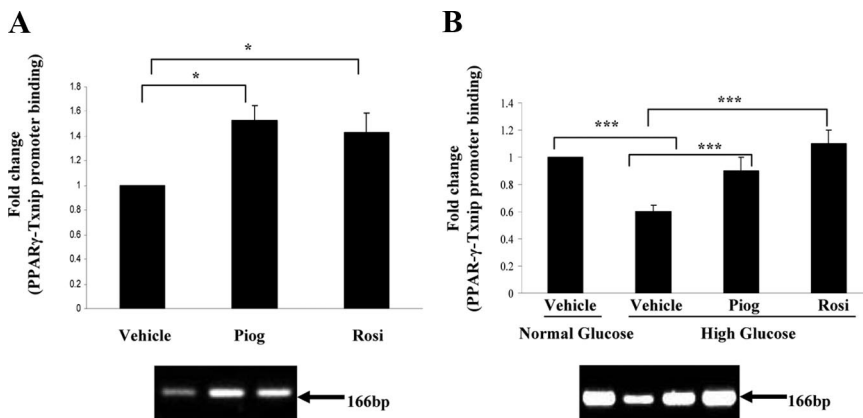 A
Fold change
(PPARγ-Txnip promoter binding)
1.8
1.6
1.4
1.2
1
0.8
0.6
0.4
0.2
0
*
*
Vehicle Piog Rosi
166bp
B
Fold change
(PPAR-γ-Txnip promoter binding)
1.4
1.2
1
0.8
0.6
0.4
0.2
0
***
***
***
Vehicle Vehicle Piog Rosi
Normal Glucose High Glucose
166bp